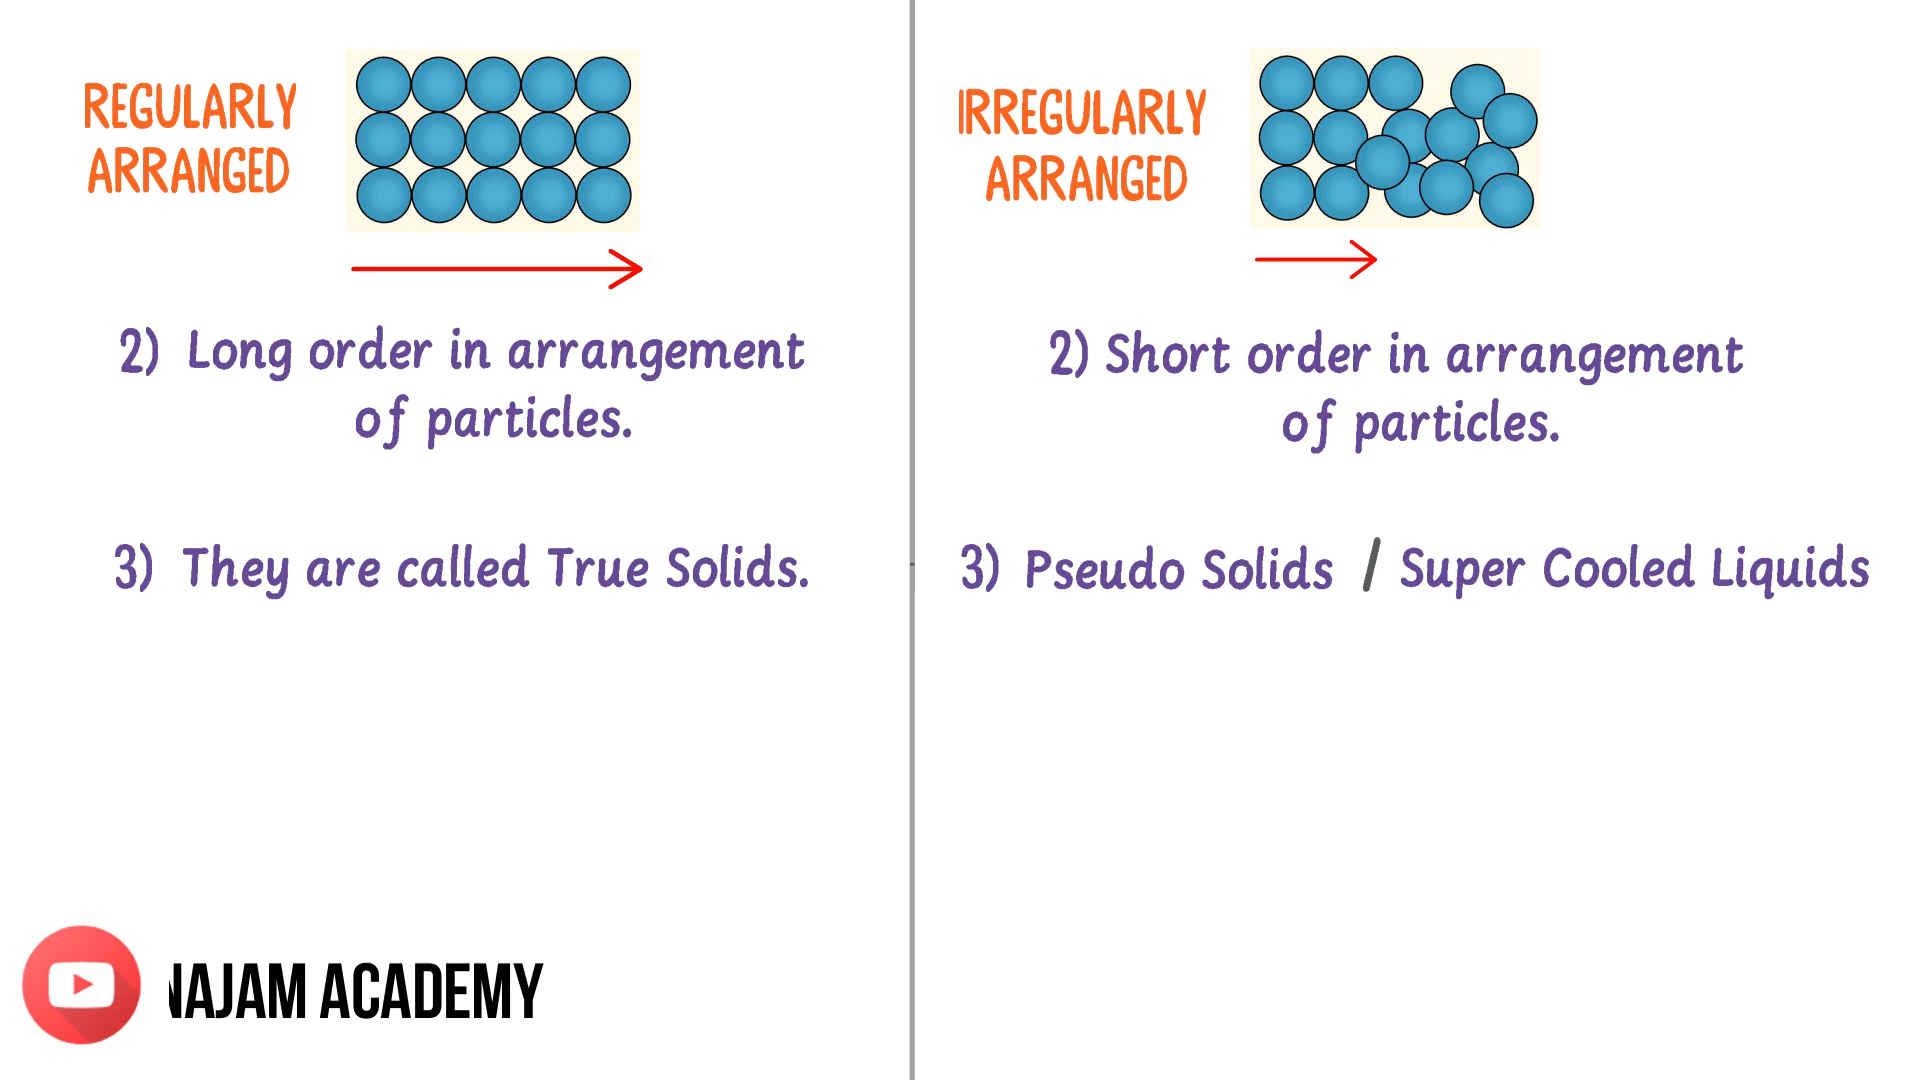 REGULARLY
ARRANGED
2) Long order in arrangement
of particles.
3) They are called True Solids.
IRREGULARLY
ARRANGED
2) Short order in arrangement
of particles.
3) Pseudo Solids / Super Cooled Liquids
NAJAM ACADEMY